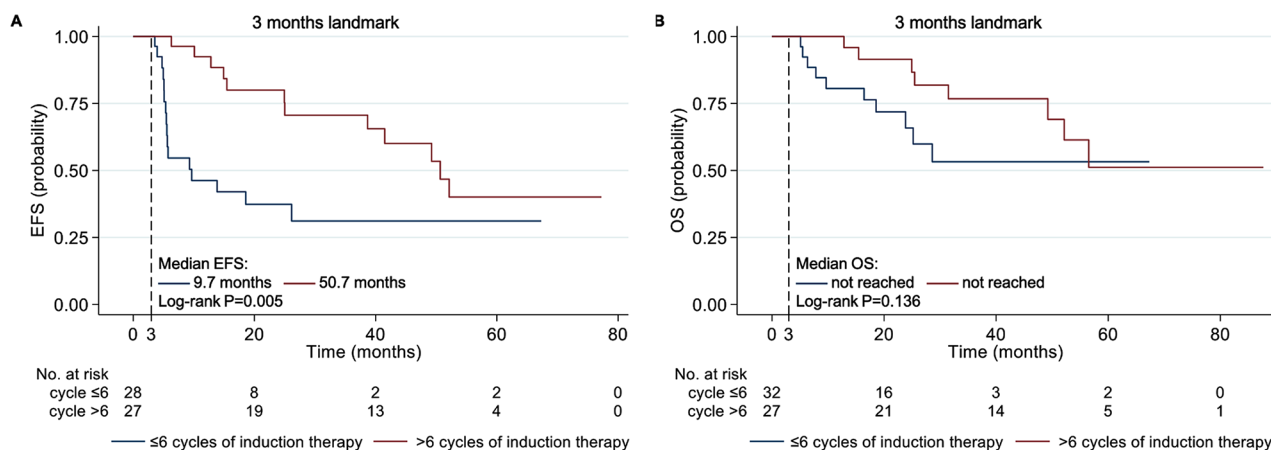 A
3 months landmark
1.00
0.75
0.50
0.25
0.00
EFS (probability)
Median EFS:
9.7 months 50.7 months
Log-rank P=0.005
0 3 20 40 60 80
Time (months)
No. at risk
cycle ≤6 28 8 2 2 0
cycle >6 27 19 13 4 0
≤6 cycles of induction therapy >6 cycles of induction therapy
B
3 months landmark
1.00
0.75
0.50
0.25
0.00
OS (probability)
Median OS:
not reached not reached
Log-rank P=0.136
0 3 20 40 60 80
Time (months)
No. at risk
cycle ≤6 32 16 3 2 0
cycle >6 27 21 14 5 1
≤6 cycles of induction therapy >6 cycles of induction therapy